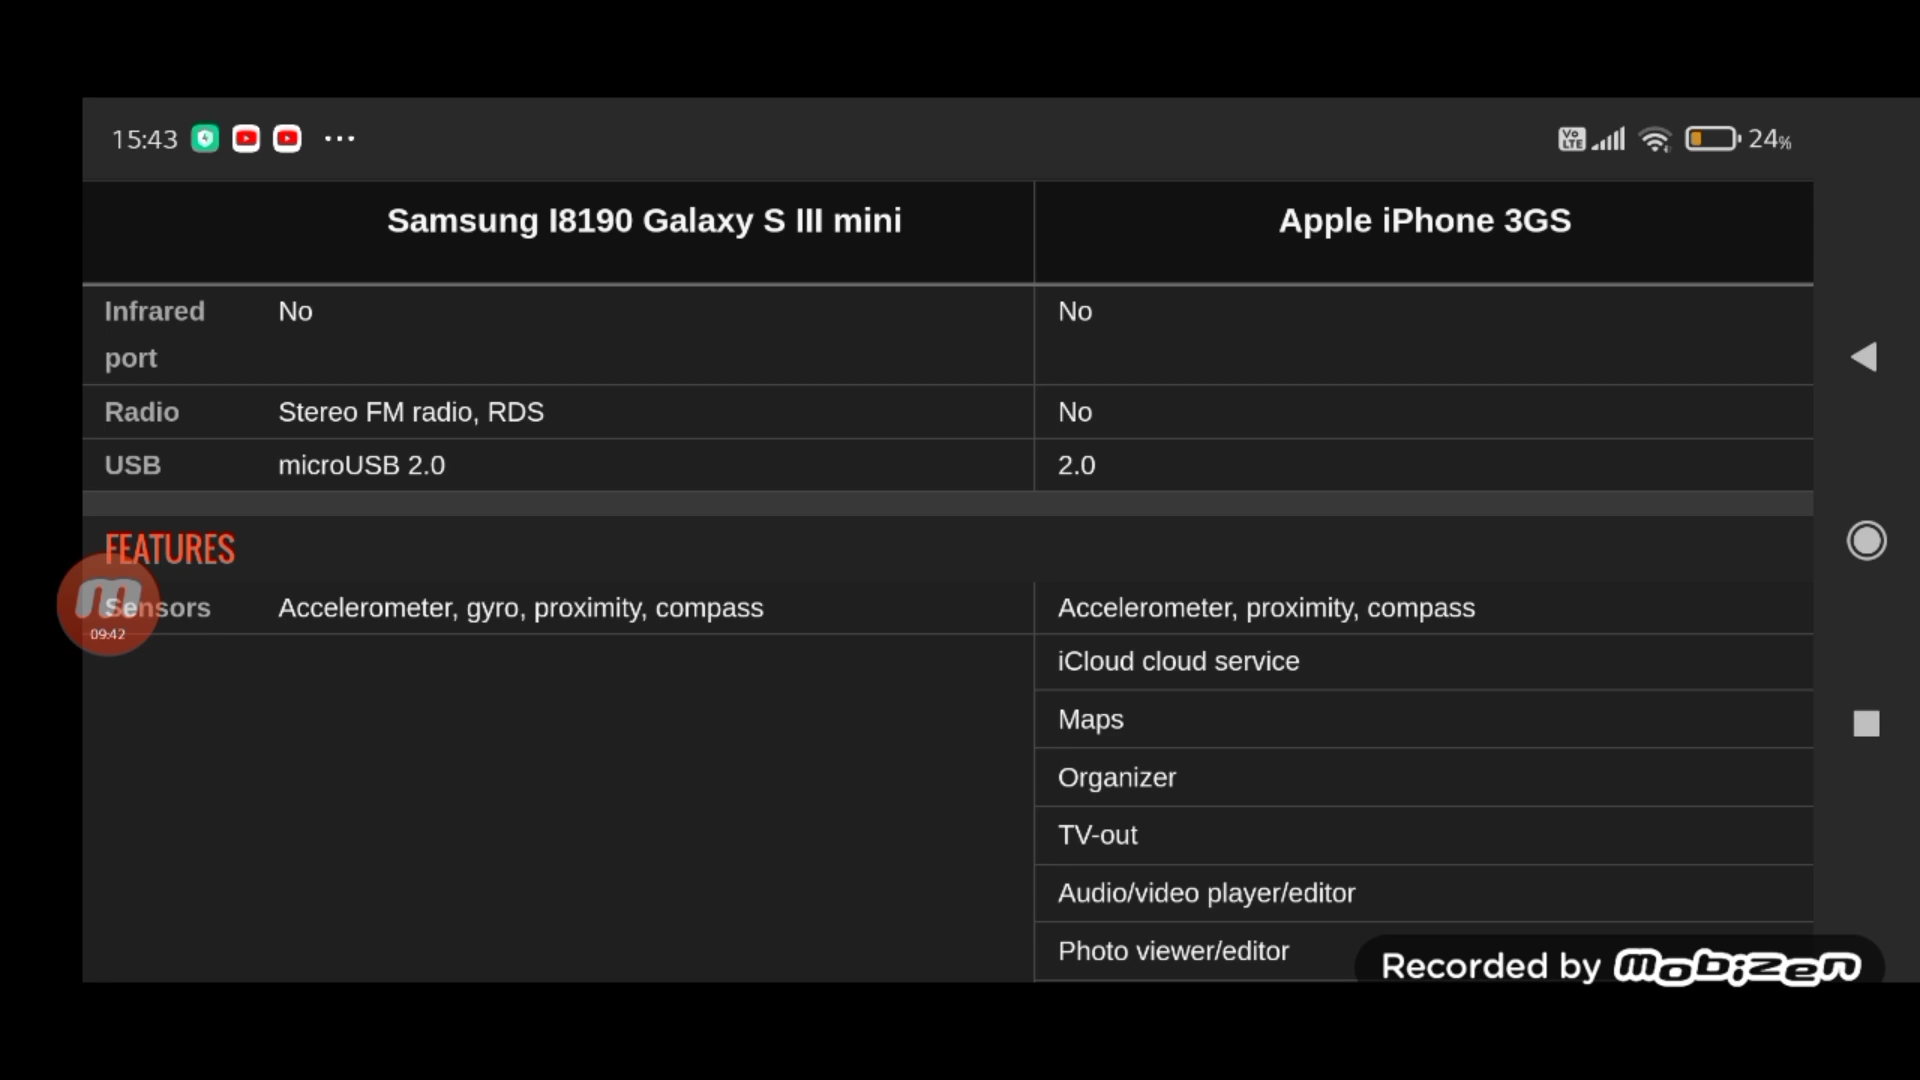 15:43 ... Vo LTE 24%
Samsung I8190 Galaxy S III mini Apple iPhone 3GS
Infrared port No No
Radio Stereo FM radio, RDS No
USB microUSB 2.0 2.0
FEATURES
Sensors Accelerometer, gyro, proximity, compass Accelerometer, proximity, compass
m
09:42
iCloud cloud service
Maps
Organizer
TV-out
Audio/video player/editor
Photo viewer/editor
Recorded by mobizen